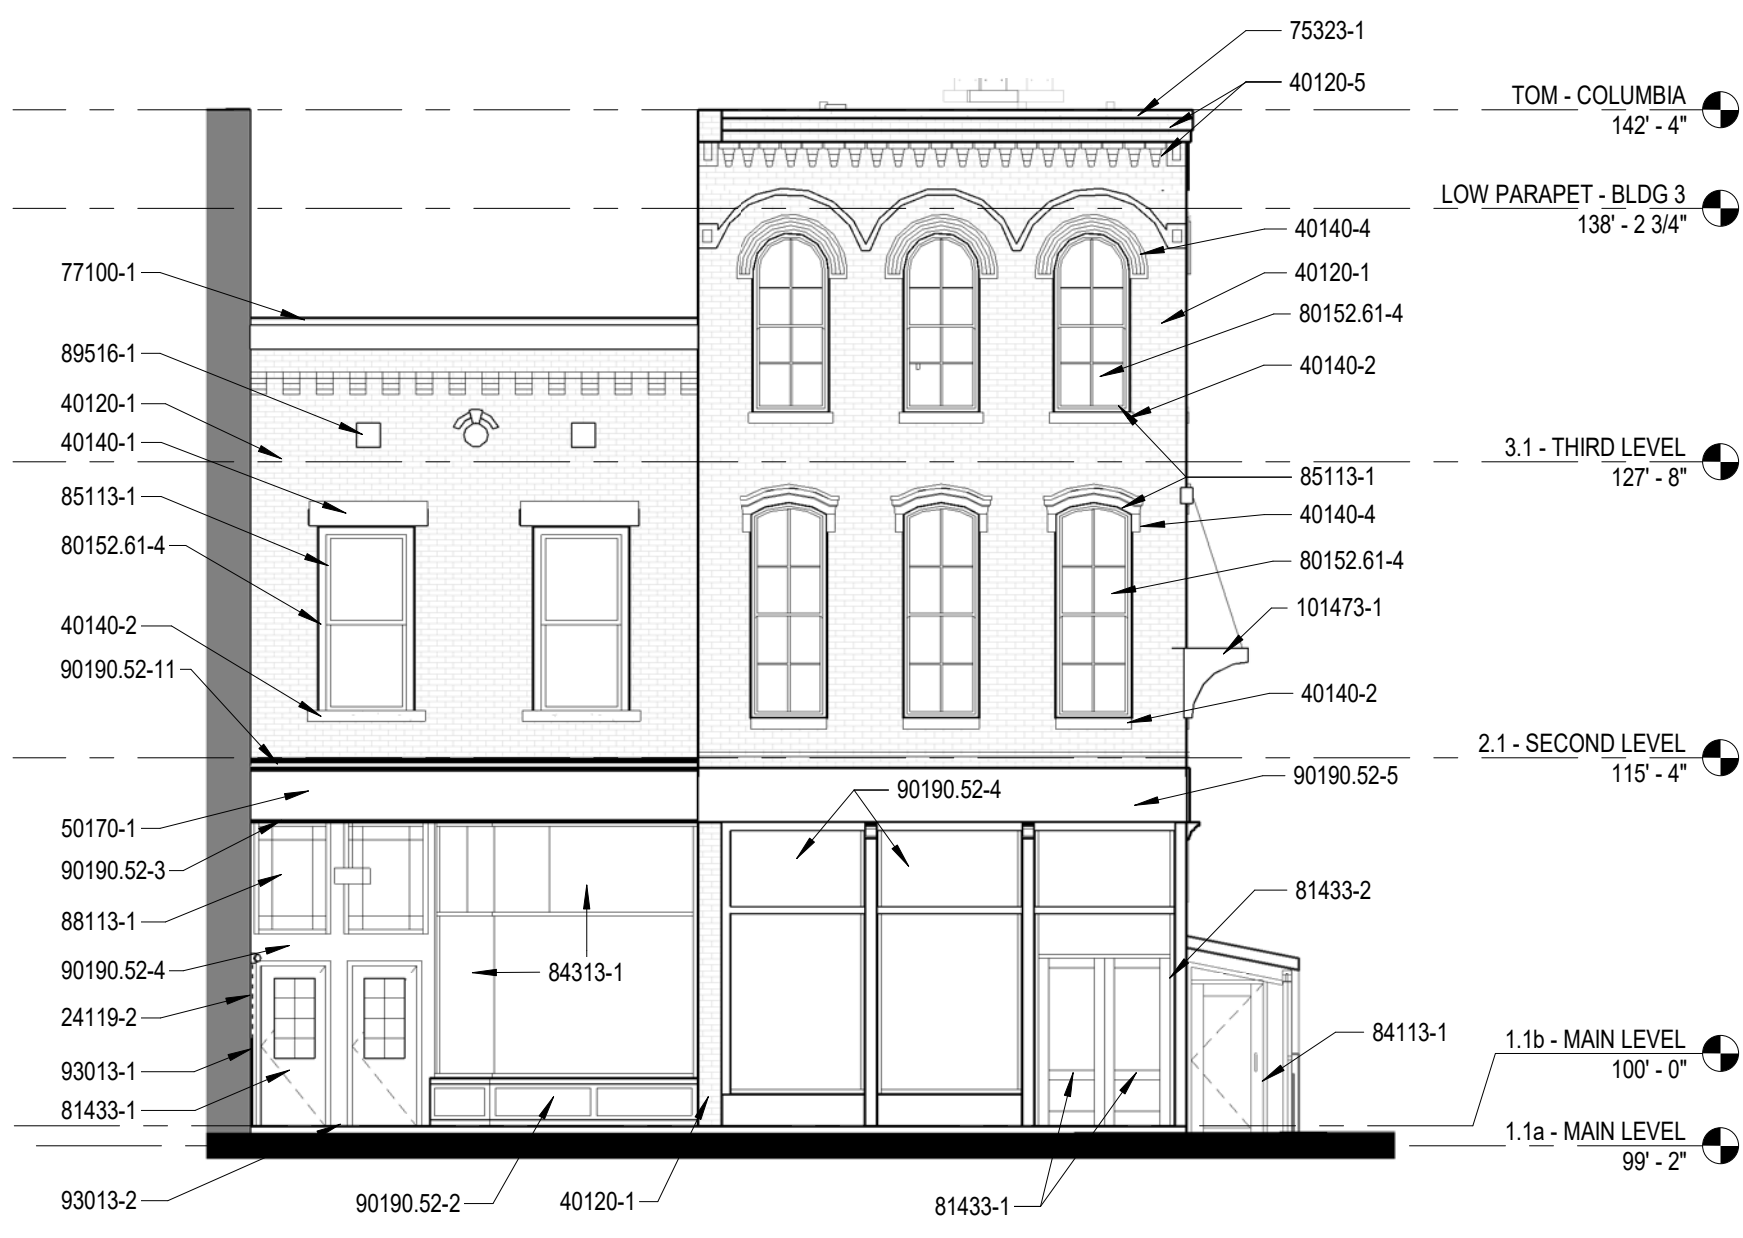 75323-1
40120-5
TOM - COLUMBIA
142' - 4"
LOW PARAPET - BLDG 3
138' - 2 3/4"
40140-4
77100-1
40120-1
80152.61-4
89516-1
40140-2
40120-1
40140-1
3.1 - THIRD LEVEL
127' - 8"
85113-1
85113-1
40140-4
80152.61-4
80152.61-4
101473-1
40140-2
90190.52-11
40140-2
2.1 - SECOND LEVEL
115' - 4"
90190.52-4
90190.52-5
50170-1
90190.52-3
81433-2
88113-1
90190.52-4
84313-1
24119-2
84113-1
1.1b - MAIN LEVEL
100' - 0"
93013-1
81433-1
1.1a - MAIN LEVEL
99' - 2"
93013-2
90190.52-2
40120-1
81433-1